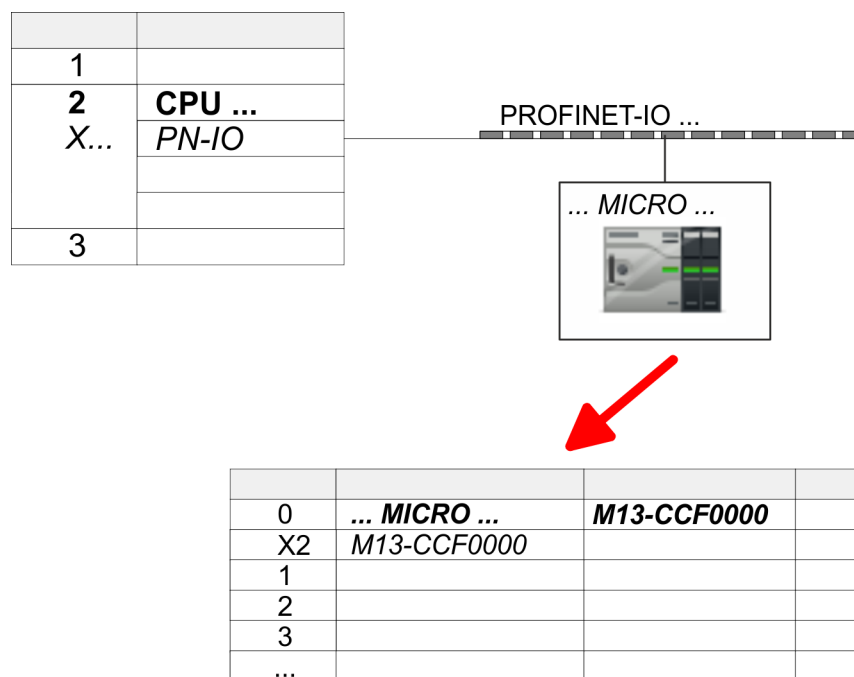 1
2 CPU ...
X... PN-IO
3
PROFINET-IO ...
... MICRO ...
0 ... MICRO ... M13-CCF0000
X2 M13-CCF0000
1
2
3
...